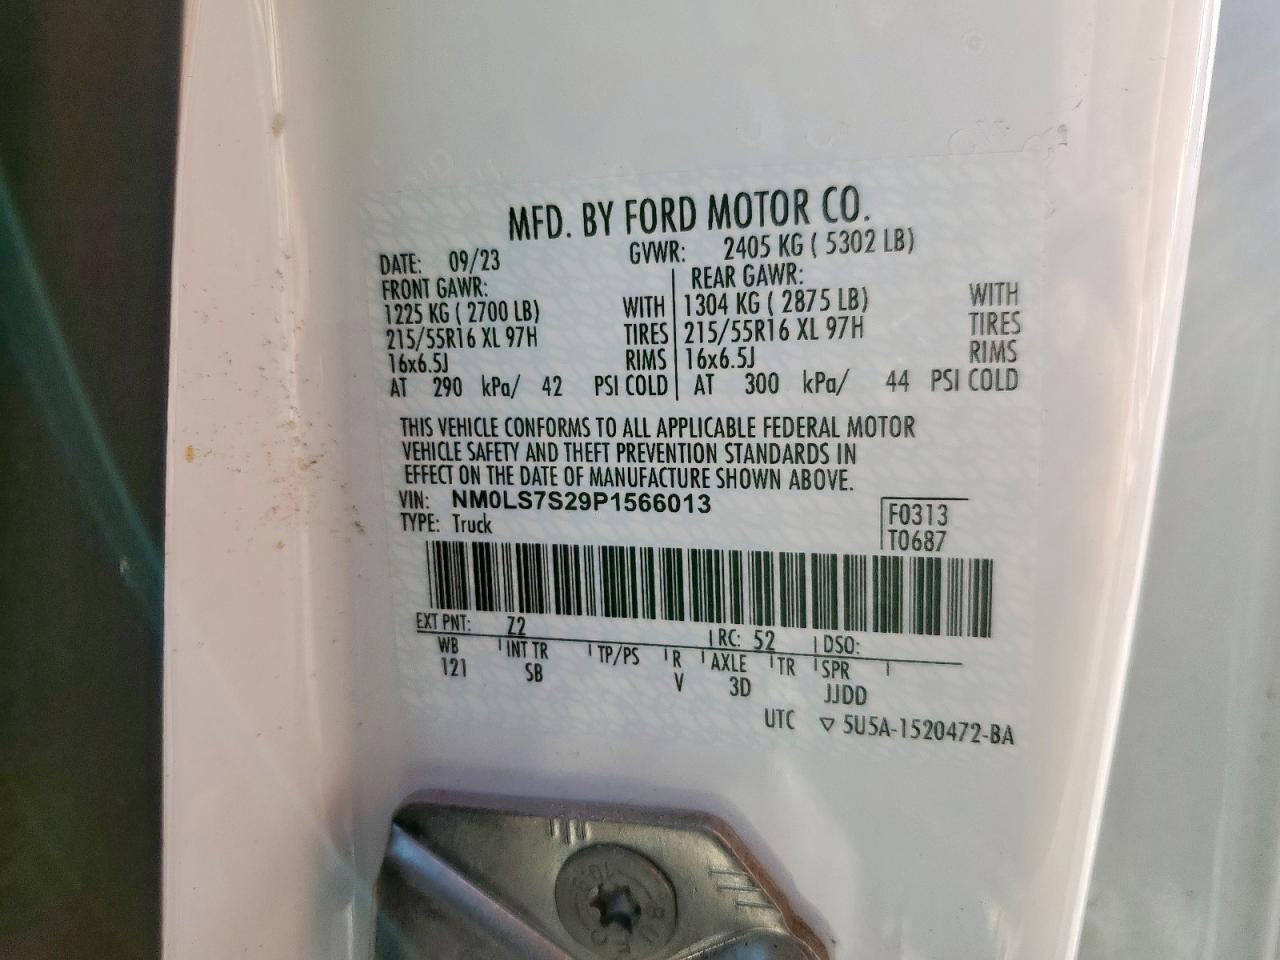 MFD. BY FORD MOTOR CO.
DATE: 09/23 GVWR: 2405 KG ( 5302 LB)
FRONT GAWR: REAR GAWR:
1225 KG ( 2700 LB) WITH 1304 KG ( 2875 LB) WITH
215/55R16 XL 97H TIRES 215/55R16 XL 97H TIRES
16x6.5J RIMS 16x6.5J RIMS
AT 290 kPa/ 42 PSI COLD AT 300 kPa/ 44 PSI COLD
THIS VEHICLE CONFORMS TO ALL APPLICABLE FEDERAL MOTOR
VEHICLE SAFETY AND THEFT PREVENTION STANDARDS IN
EFFECT ON THE DATE OF MANUFACTURE SHOWN ABOVE.
VIN: NM0LS7S29P1566013
TYPE: Truck
F0313
T0687
EXT PNT: Z2 RC: 52 DSO:
WB INT TR TP/PS R AXLE TR SPR
121 SB V 3D JJDD
UTC ▽ 5U5A-1520472-BA